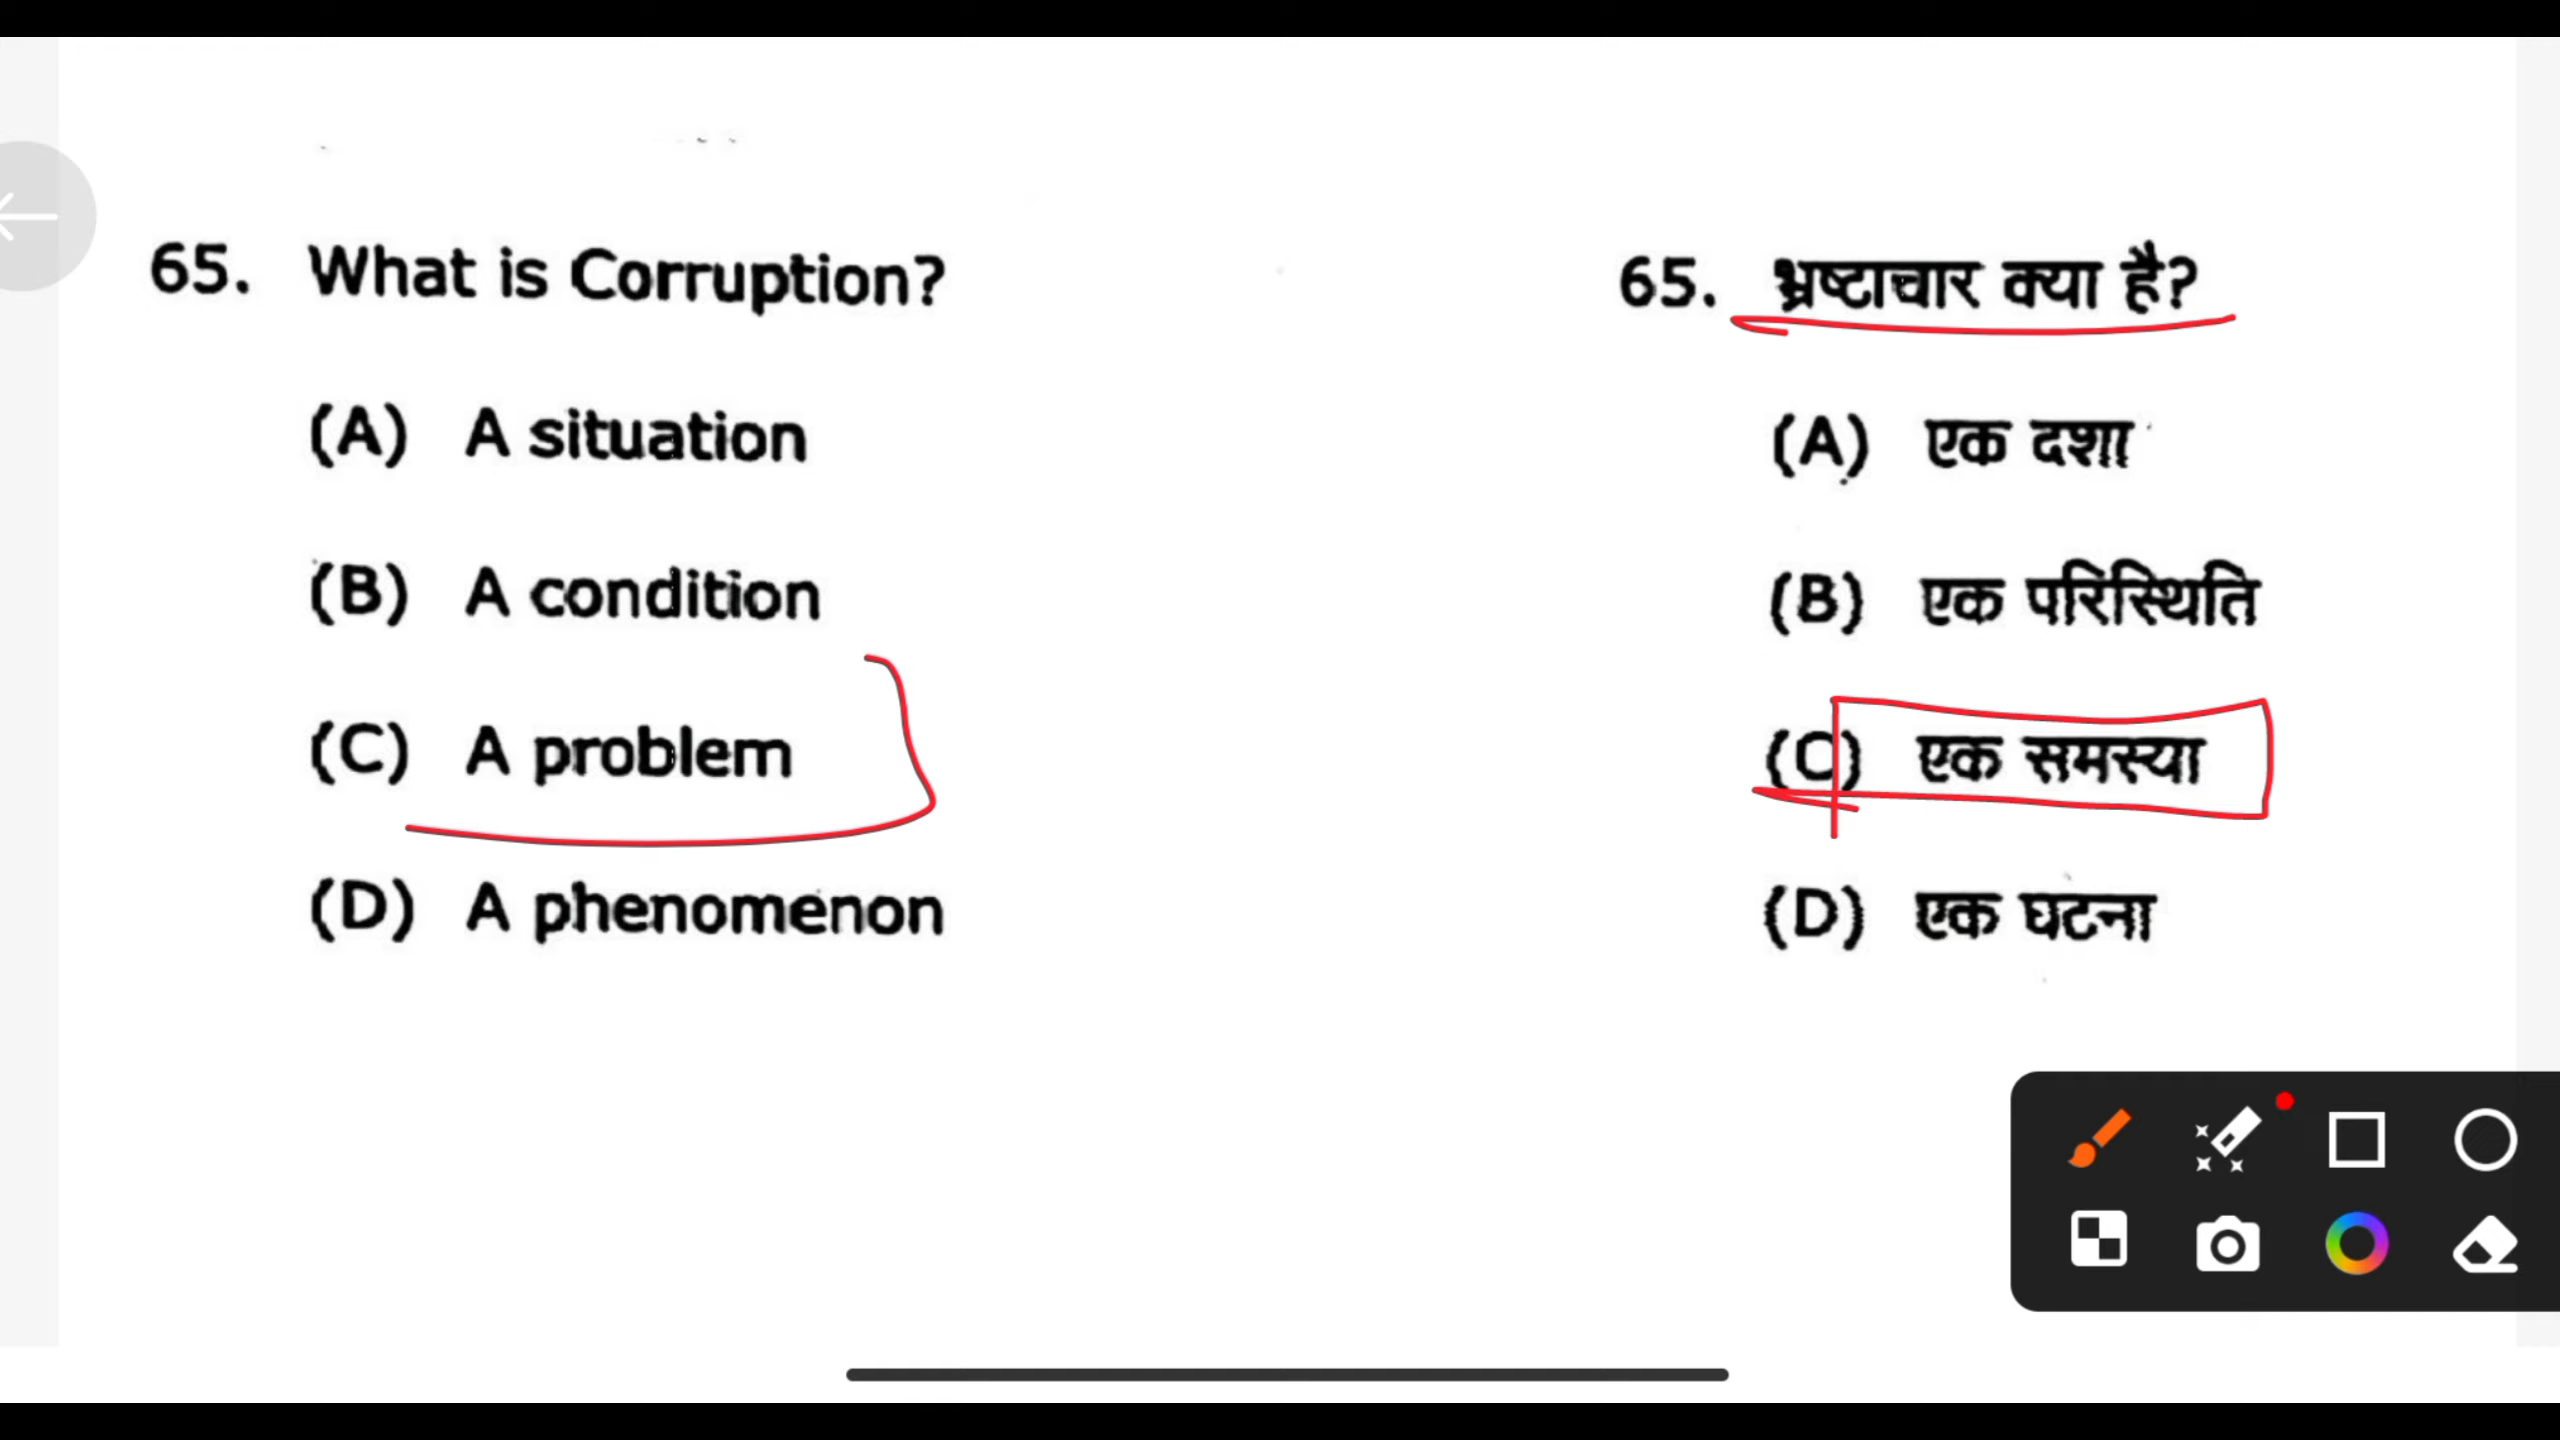 65. What is Corruption?
(A) A situation
(B) A condition
(C) A problem
(D) A phenomenon
65. भ्रष्टाचार क्या है?
(A) एक दशा
(B) एक परिस्थिति
(C) एक समस्या
(D) एक घटना